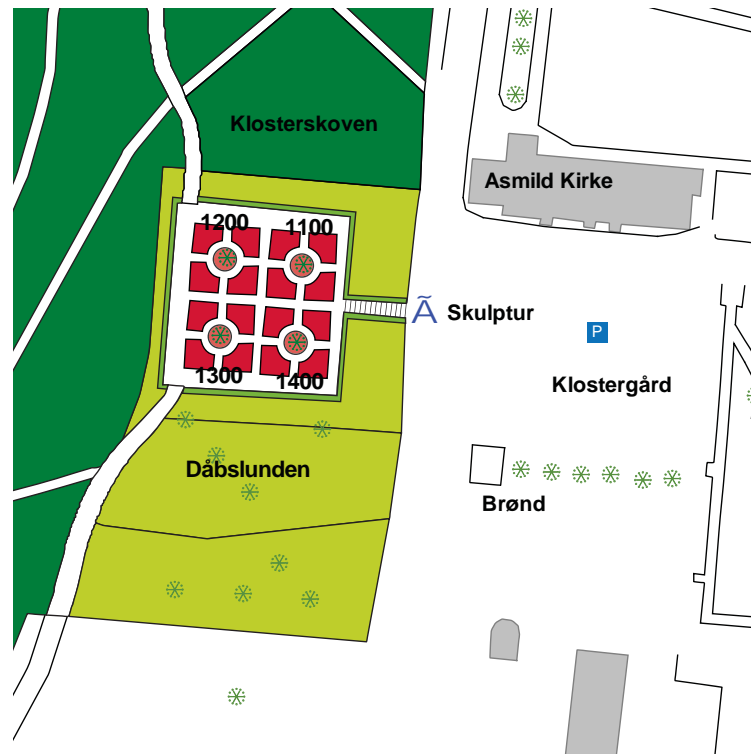 Klosterskoven
Asmild Kirke
1200 1100
Ã Skulptur
P
1300 1400
Klostergård
Dåbslunden
Brønd